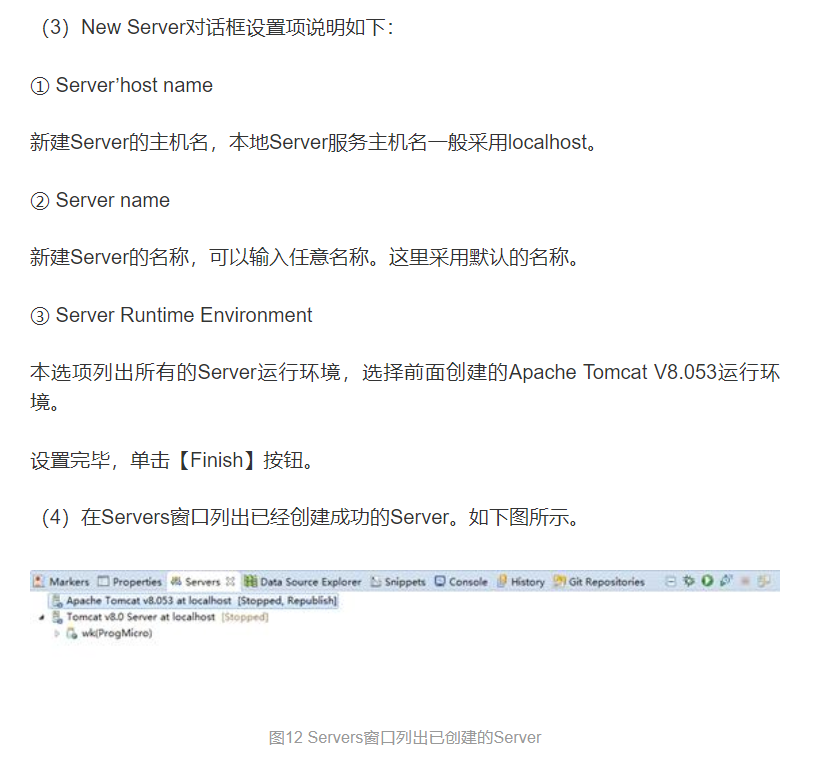 （3）New Server对话框设置项说明如下：
① Server’host name
新建Server的主机名，本地Server服务主机名一般采用localhost。
② Server name
新建Server的名称，可以输入任意名称。这里采用默认的名称。
③ Server Runtime Environment
本选项列出所有的Server运行环境，选择前面创建的Apache Tomcat V8.053运行环
境。
设置完毕，单击【Finish】按钮。
（4）在Servers窗口列出已经创建成功的Server。如下图所示。
Markers Properties Servers Data Source Explorer Snippets Console History Git Repositories
Apache Tomcat v8.053 at localhost [Stopped, Republish]
Tomcat v8.0 Server at localhost [Stopped]
wk(ProgMicro)
图12 Servers窗口列出已创建的Server